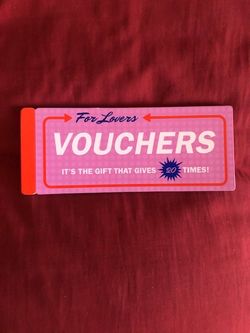 For Lovers
VOUCHERS
IT'S THE GIFT THAT GIVES 20 TIMES!